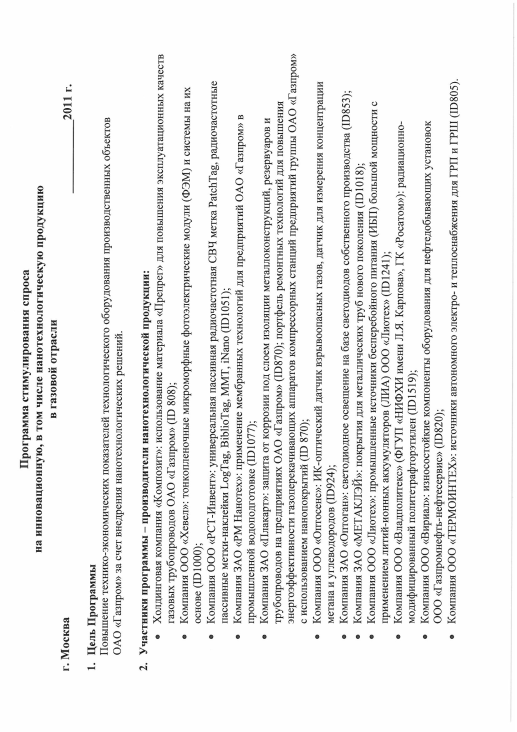 Программа стимулирования спроса
на инновационную, в том числе нанотехнологическую продукцию
в газовой отрасли
г. Москва ____________ 2011 г.
1. Цель Программы
Повышение технико-экономических показателей технологического оборудования производственных объектов
ОАО «Газпром» за счет внедрения нанотехнологических решений.
2. Участники программы – производители нанотехнологической продукции:
• Холдинговая компания «Композит»: использование материала «Препрег» для повышения эксплуатационных качеств
газовых трубопроводов ОАО «Газпром» (ID 808);
• Компания ООО «Хевел»: тонкопленочные микроморфные фотоэлектрические модули (ФЭМ) и системы на их
основе (ID1000);
• Компания ООО «РСТ-Инвент»: универсальная пассивная радиочастотная СВЧ метка PatchTag, радиочастотные
пассивные метки-наклейки LogTag, BiblioTag, MMT, iNano (ID1051);
• Компания ЗАО «РМ Нанотех»: применение мембранных технологий для предприятий ОАО «Газпром» в
промышленной водоподготовке (ID1077);
• Компания ЗАО «Плакарт»: защита от коррозии под слоем изоляции металлоконструкций, резервуаров и
трубопроводов на предприятиях ОАО «Газпром» (ID870); портфель ремонтных технологий для повышения
энергоэффективности газоперекачивающих аппаратов компрессорных станций предприятий группы ОАО «Газпром»
с использованием нанопокрытий (ID 870);
• Компания ООО «Оптосенс»: ИК-оптический датчик взрывоопасных газов, датчик для измерения концентрации
метана и углеводородов (ID924);
• Компания ЗАО «Оптоган»: светодиодное освещение на базе светодиодов собственного производства (ID853);
• Компания ЗАО «МЕТАКЛЭЙ»: покрытия для металлических труб нового поколения (ID1018);
• Компания ООО «Лиотех»: промышленные источники бесперебойного питания (ИБП) большой мощности с
применением литий-ионных аккумуляторов (ЛИА) ООО «Лиотех» (ID1241);
• Компания ООО «Владполитекс» (ФГУП «НИФХИ имени Л.Я. Карпова», ГК «Росатом»): радиационно-
модифицированный политетрафторэтилен (ID1519);
• Компания ООО «Вириал»: износостойкие компоненты оборудования для нефтедобывающих установок
ООО «Газпромнефть-нефтесервис» (ID820);
• Компания ООО «ТЕРМОИНТЕХ»: источники автономного электро- и теплоснабжения для ГРП и ГРШ (ID805).